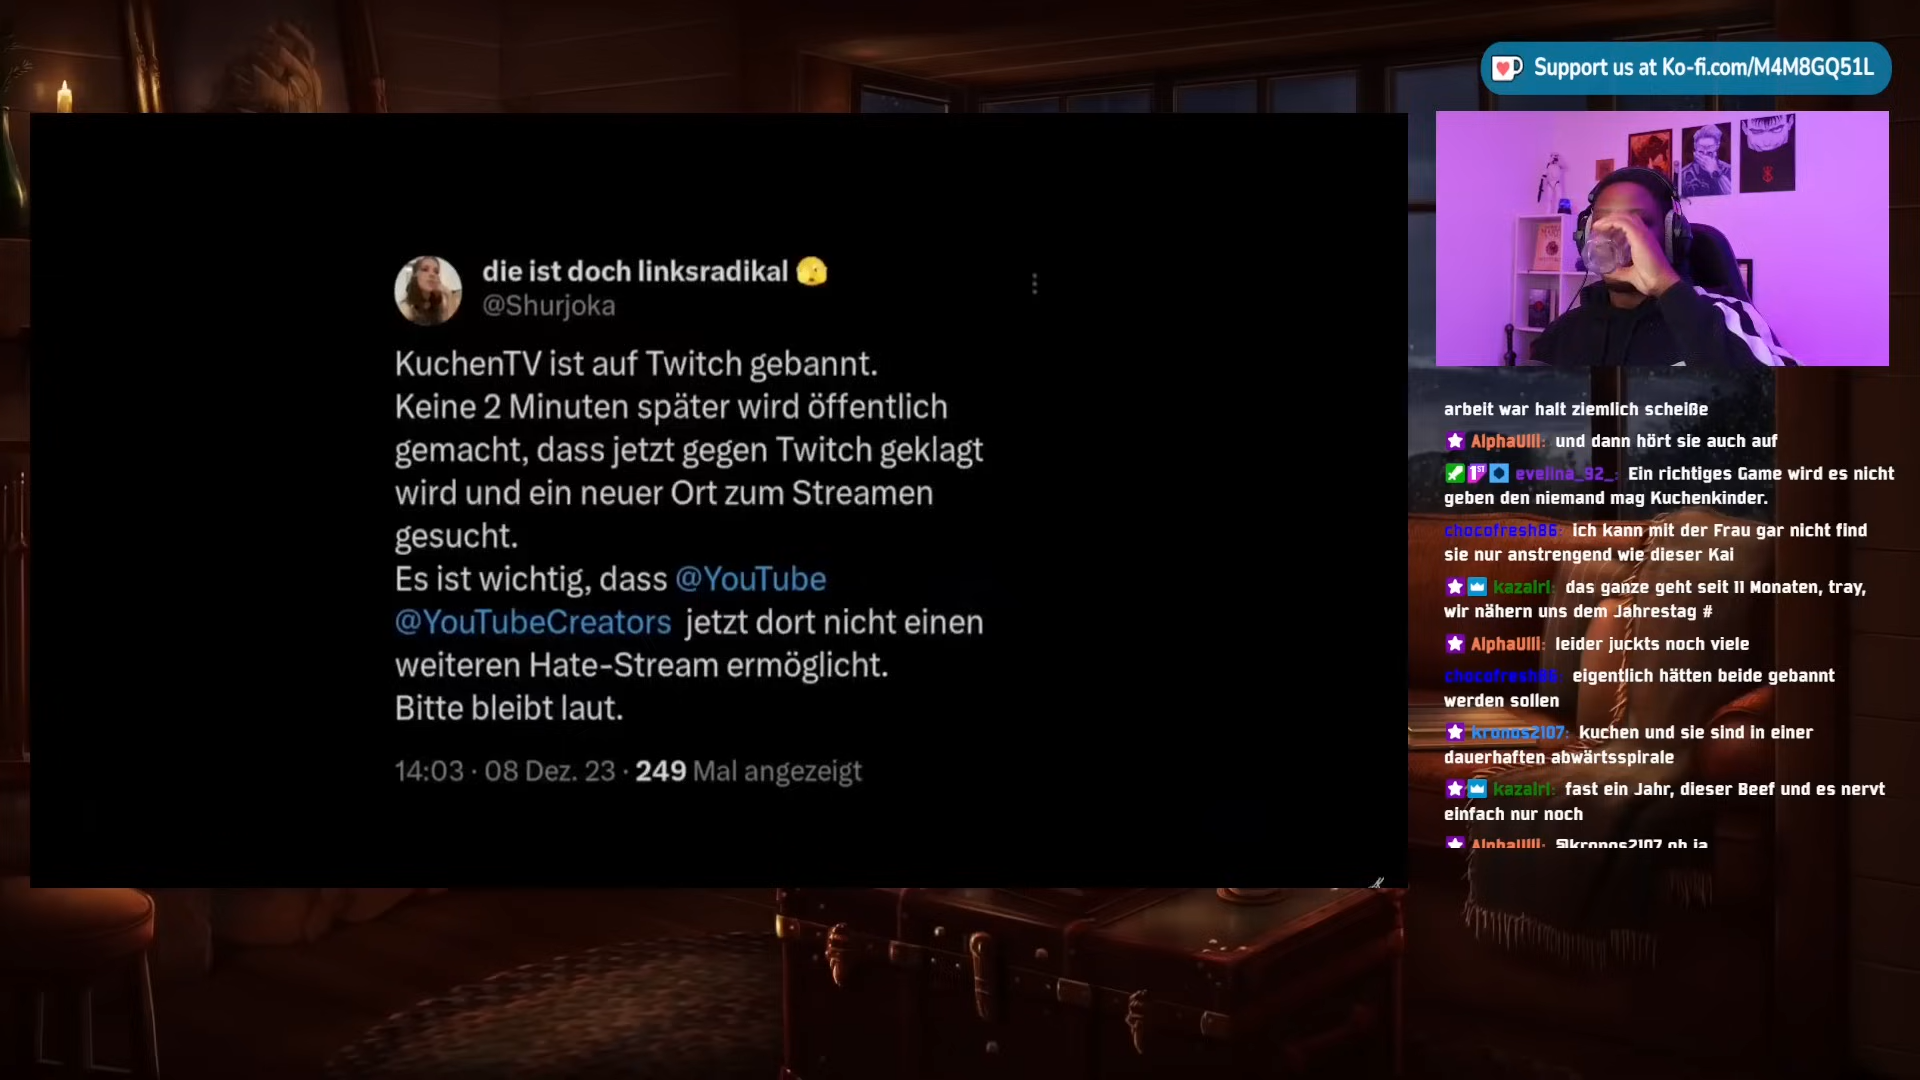 Support us at Ko-fi.com/M4M8GQ51L
die ist doch linksradikal 🫣
@Shurjoka
KuchenTV ist auf Twitch gebannt.
Keine 2 Minuten später wird öffentlich
gemacht, dass jetzt gegen Twitch geklagt
wird und ein neuer Ort zum Streamen
gesucht.
Es ist wichtig, dass @YouTube
@YouTubeCreators jetzt dort nicht einen
weiteren Hate-Stream ermöglicht.
Bitte bleibt laut.
14:03 · 08 Dez. 23 · 249 Mal angezeigt
arbeit war halt ziemlich scheiße
AlphaUlli: und dann hört sie auch auf
evelina_92_: Ein richtiges Game wird es nicht
geben den niemand mag Kuchenkinder.
chocofresh86: ich kann mit der Frau gar nicht find
sie nur anstrengend wie dieser Kai
kazairi: das ganze geht seit 11 Monaten, tray,
wir nähern uns dem Jahrestag #
AlphaUlli: leider juckts noch viele
chocofresh86: eigentlich hätten beide gebannt
werden sollen
kronos2107: kuchen und sie sind in einer
dauerhaften abwärtsspirale
kazairi: fast ein Jahr, dieser Beef und es nervt
einfach nur noch
AlphaUlli: @kronos2107 oh ja